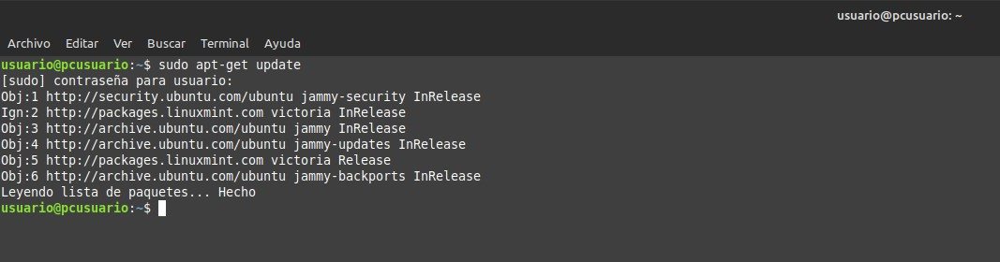 usuario@pcusuario: ~
Archivo Editar Ver Buscar Terminal Ayuda
usuario@pcusuario:~$ sudo apt-get update
[sudo] contraseña para usuario:
Obj:1 http://security.ubuntu.com/ubuntu jammy-security InRelease
Ign:2 http://packages.linuxmint.com victoria InRelease
Obj:3 http://archive.ubuntu.com/ubuntu jammy InRelease
Obj:4 http://archive.ubuntu.com/ubuntu jammy-updates InRelease
Obj:5 http://packages.linuxmint.com victoria Release
Obj:6 http://archive.ubuntu.com/ubuntu jammy-backports InRelease
Leyendo lista de paquetes... Hecho
usuario@pcusuario:~$